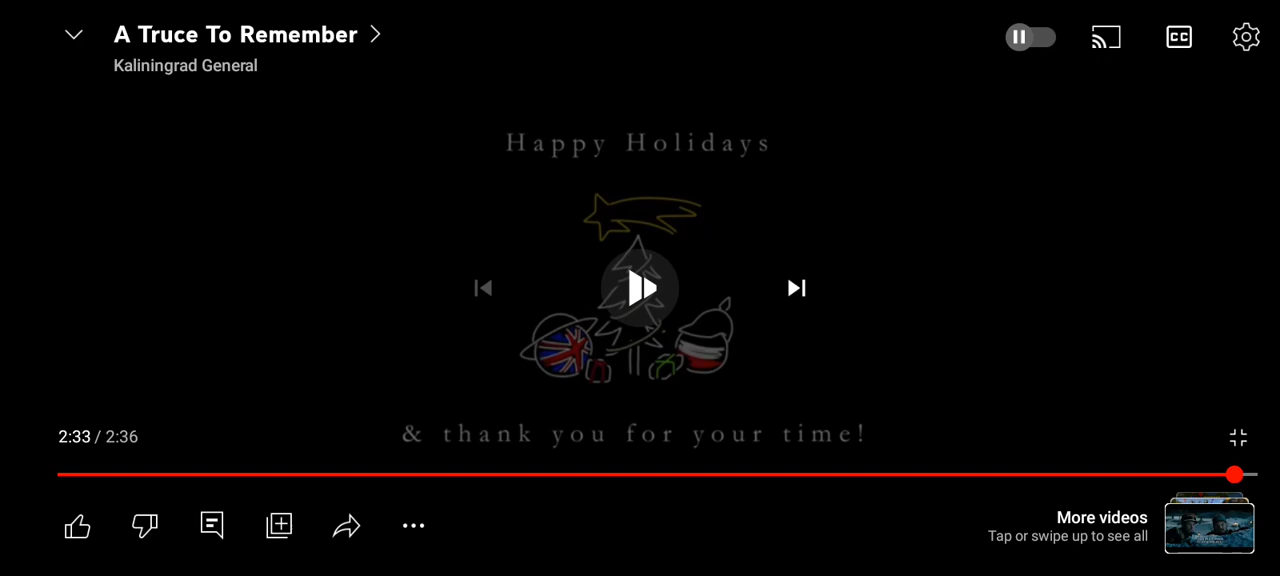 A Truce To Remember
Kaliningrad General
CC
Happy Holidays
& thank you for your time!
2:33 / 2:36
More videos
Tap or swipe up to see all